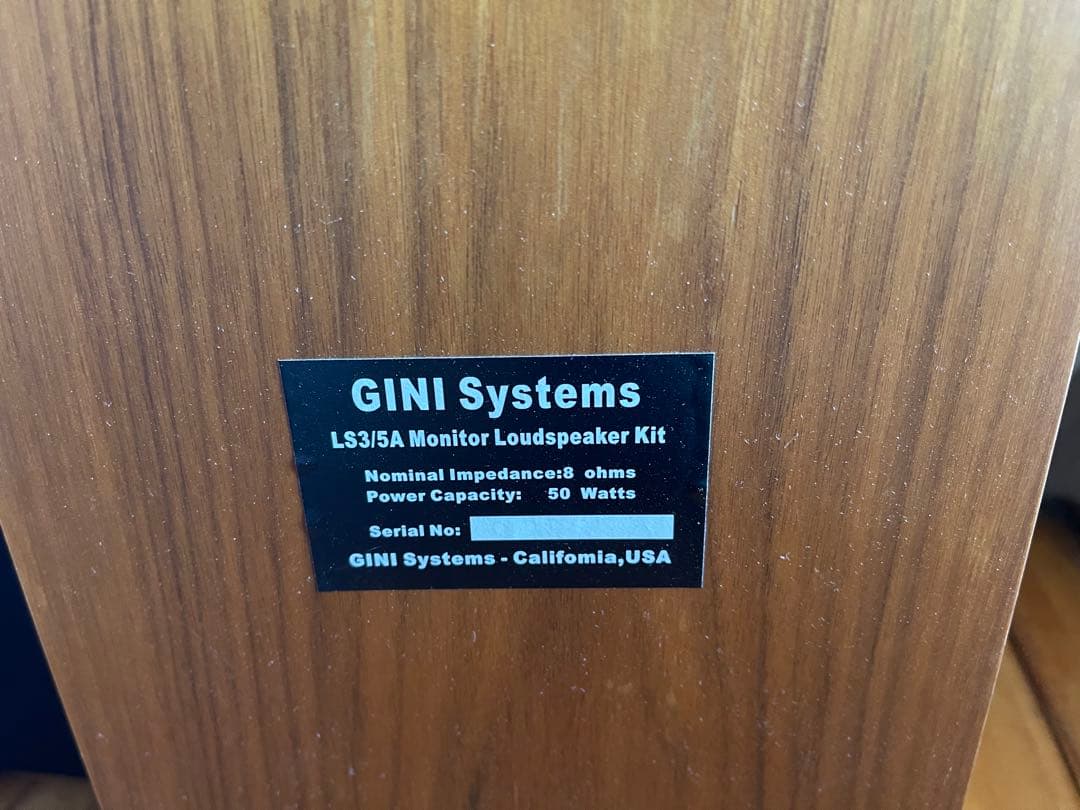 GINI Systems
LS3/5A Monitor Loudspeaker Kit
Nominal Impedance:8 ohms
Power Capacity: 50 Watts
Serial No:
GINI Systems - Califomia,USA